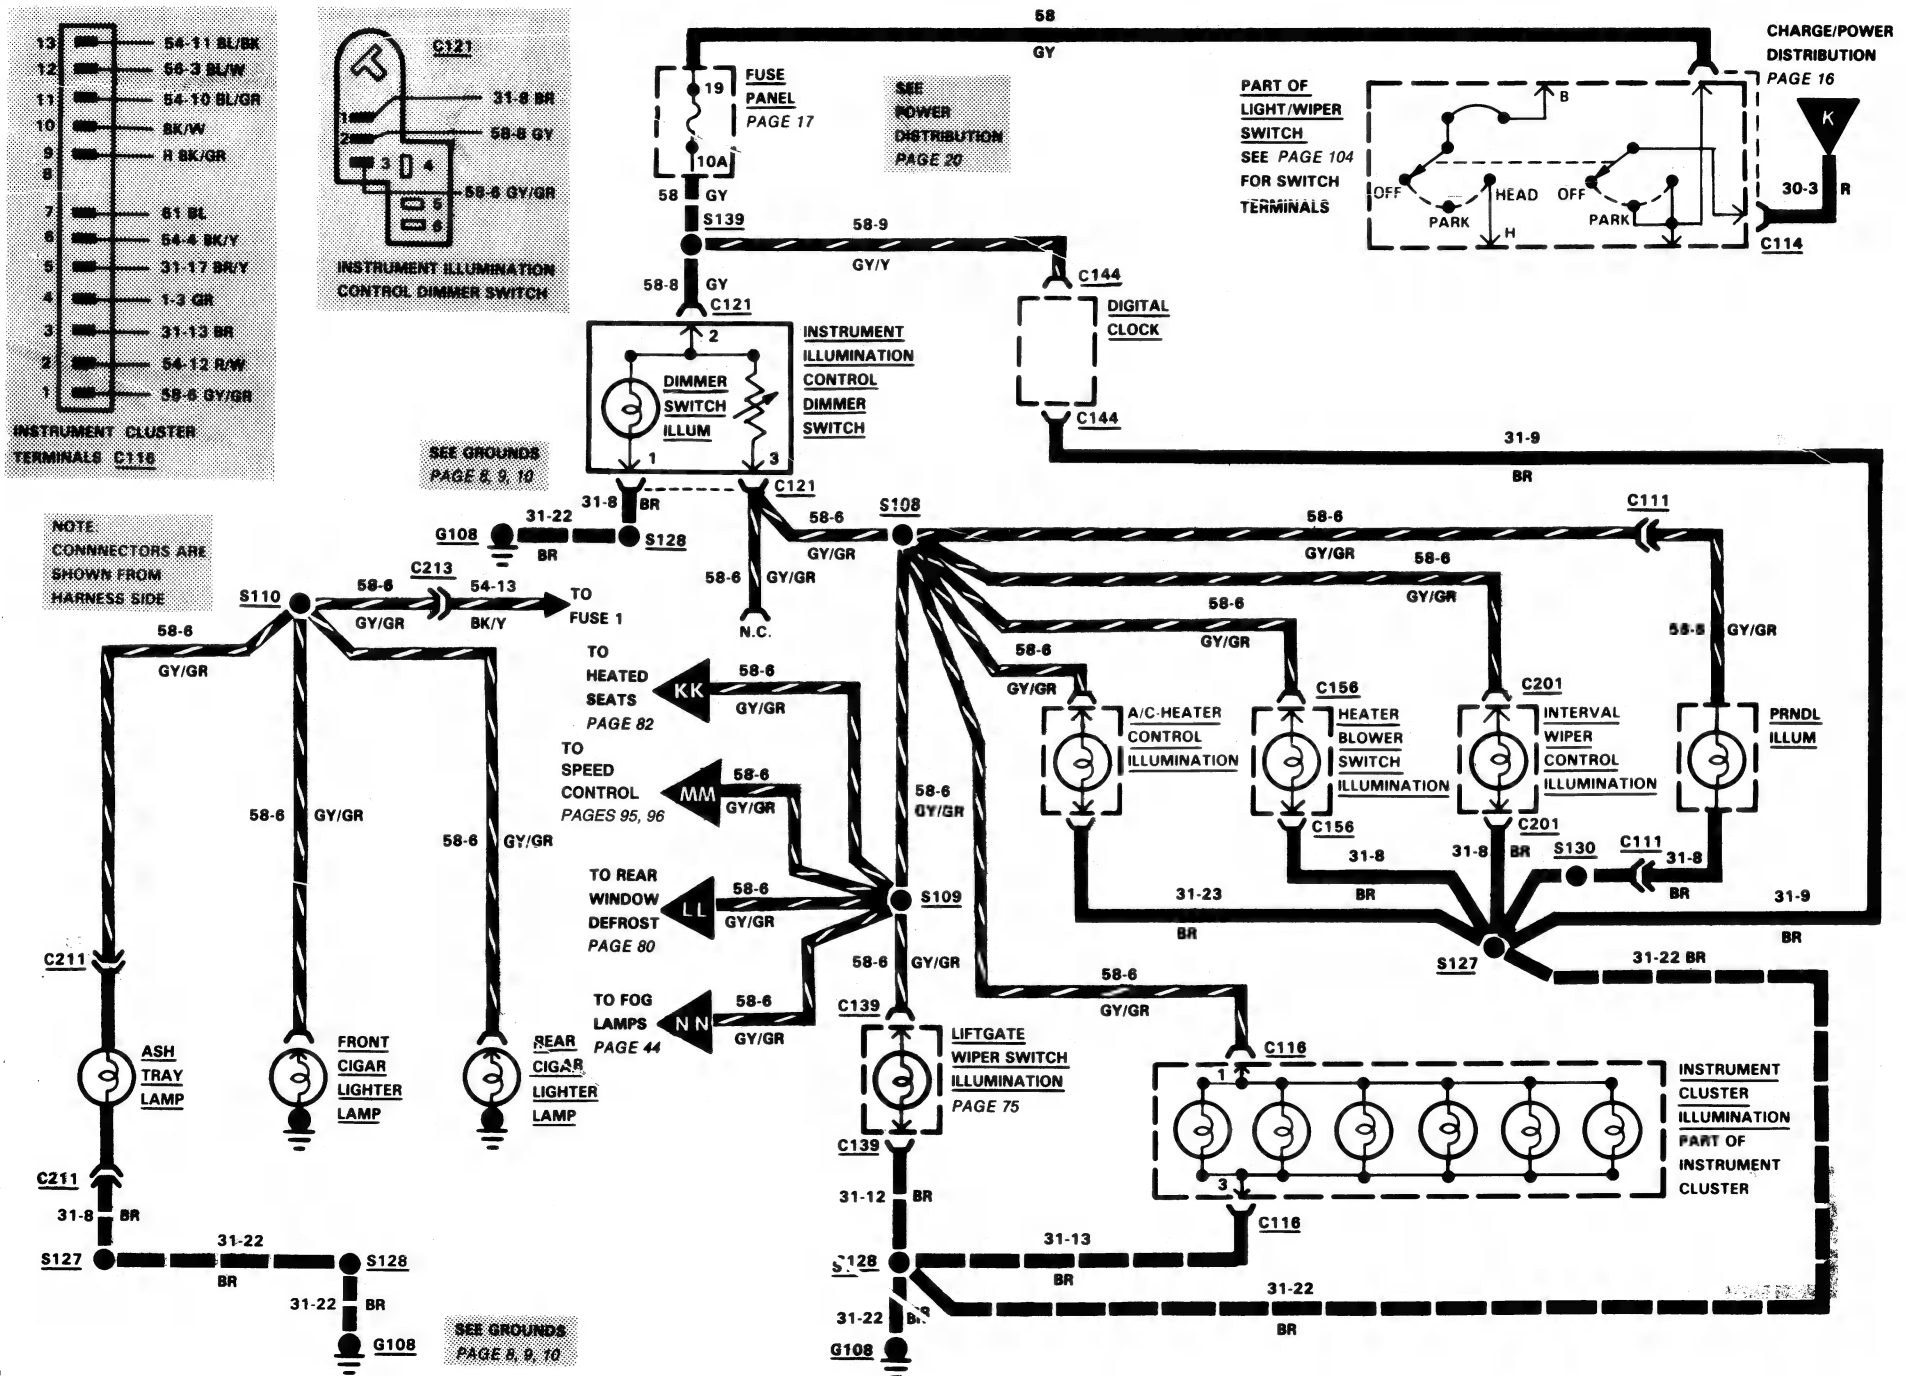 13 54-11 BL/BK
12 56-3 BL/W
11 54-10 BL/GR
10 BK/W
9 R BK/GR
8
7 61 BL
6 54-4 BK/Y
5 31-17 BR/Y
4 1-3 GR
3 31-13 BR
2 54-12 R/W
1 58-6 GY/GR
INSTRUMENT CLUSTER
TERMINALS C116
C121
1 31-8 BR
2 58-8 GY
3 4
58-6 GY/GR
5
6
INSTRUMENT ILLUMINATION
CONTROL DIMMER SWITCH
58
GY
FUSE
PANEL
PAGE 17
19
10A
58 GY
S139
SEE
POWER
DISTRIBUTION
PAGE 20
58-9
GY/Y
58-8 GY
C121
C144
DIGITAL
CLOCK
C144
PART OF
LIGHT/WIPER
SWITCH
SEE PAGE 104
FOR SWITCH
TERMINALS
B
OFF
PARK
HEAD
H
OFF
PARK
CHARGE/POWER
DISTRIBUTION
PAGE 16
K
30-3 R
C114
2
DIMMER
SWITCH
ILLUM
1
3
INSTRUMENT
ILLUMINATION
CONTROL
DIMMER
SWITCH
C121
SEE GROUNDS
PAGE 8, 9, 10
31-8 BR
G108
31-22
BR
S128
58-6
GY/GR
58-6 GY/GR
N.C.
S108
31-9
BR
58-6
GY/GR
C111
58-6
GY/GR
58-6
GY/GR
58-6
GY/GR
GY/GR
NOTE:
CONNNECTORS ARE
SHOWN FROM
HARNESS SIDE
S110
58-6
GY/GR
C213
54-13
BK/Y
TO
FUSE 1
58-6
GY/GR
58-6 GY/GR
58-6 GY/GR
TO
HEATED
SEATS
PAGE 82
KK
58-6
GY/GR
TO
SPEED
CONTROL
PAGES 95, 96
MM
58-6
GY/GR
TO REAR
WINDOW
DEFROST
PAGE 80
LL
58-6
GY/GR
TO FOG
LAMPS
PAGE 44
NN
58-6
GY/GR
58-6
GY/GR
S109
58-6 GY/GR
A/C-HEATER
CONTROL
ILLUMINATION
C156
HEATER
BLOWER
SWITCH
ILLUMINATION
C156
C201
INTERVAL
WIPER
CONTROL
ILLUMINATION
C201
PRNDL
ILLUM
31-23
BR
31-8
BR
31-8 BR
S130
C111
31-8
BR
31-9
BR
S127
31-22 BR
58-6
GY/GR
C211
ASH
TRAY
LAMP
C211
31-8 BR
S127
31-22
BR
S128
31-22 BR
G108
FRONT
CIGAR
LIGHTER
LAMP
REAR
CIGAR
LIGHTER
LAMP
SEE GROUNDS
PAGE 8, 9, 10
C139
LIFTGATE
WIPER SWITCH
ILLUMINATION
PAGE 75
C139
31-12 BR
S128
31-22 BR
G108
C116
1
3
C116
INSTRUMENT
CLUSTER
ILLUMINATION
PART OF
INSTRUMENT
CLUSTER
31-13
BR
31-22
BR